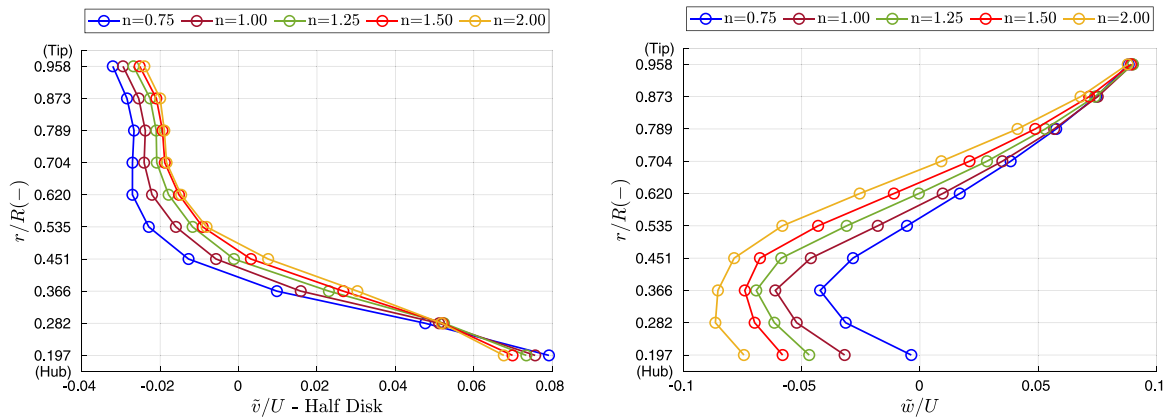 n=0.75 n=1.00 n=1.25 n=1.50 n=2.00
(Tip)
0.958
0.873
0.789
0.704
0.620
0.535
0.451
0.366
0.282
0.197
(Hub)
r/R(−)
-0.04 -0.02 0 0.02 0.04 0.06 0.08
ṽ/U - Half Disk
n=0.75 n=1.00 n=1.25 n=1.50 n=2.00
(Tip)
0.958
0.873
0.789
0.704
0.620
0.535
0.451
0.366
0.282
0.197
(Hub)
r/R(−)
-0.1 -0.05 0 0.05 0.1
w̃/U